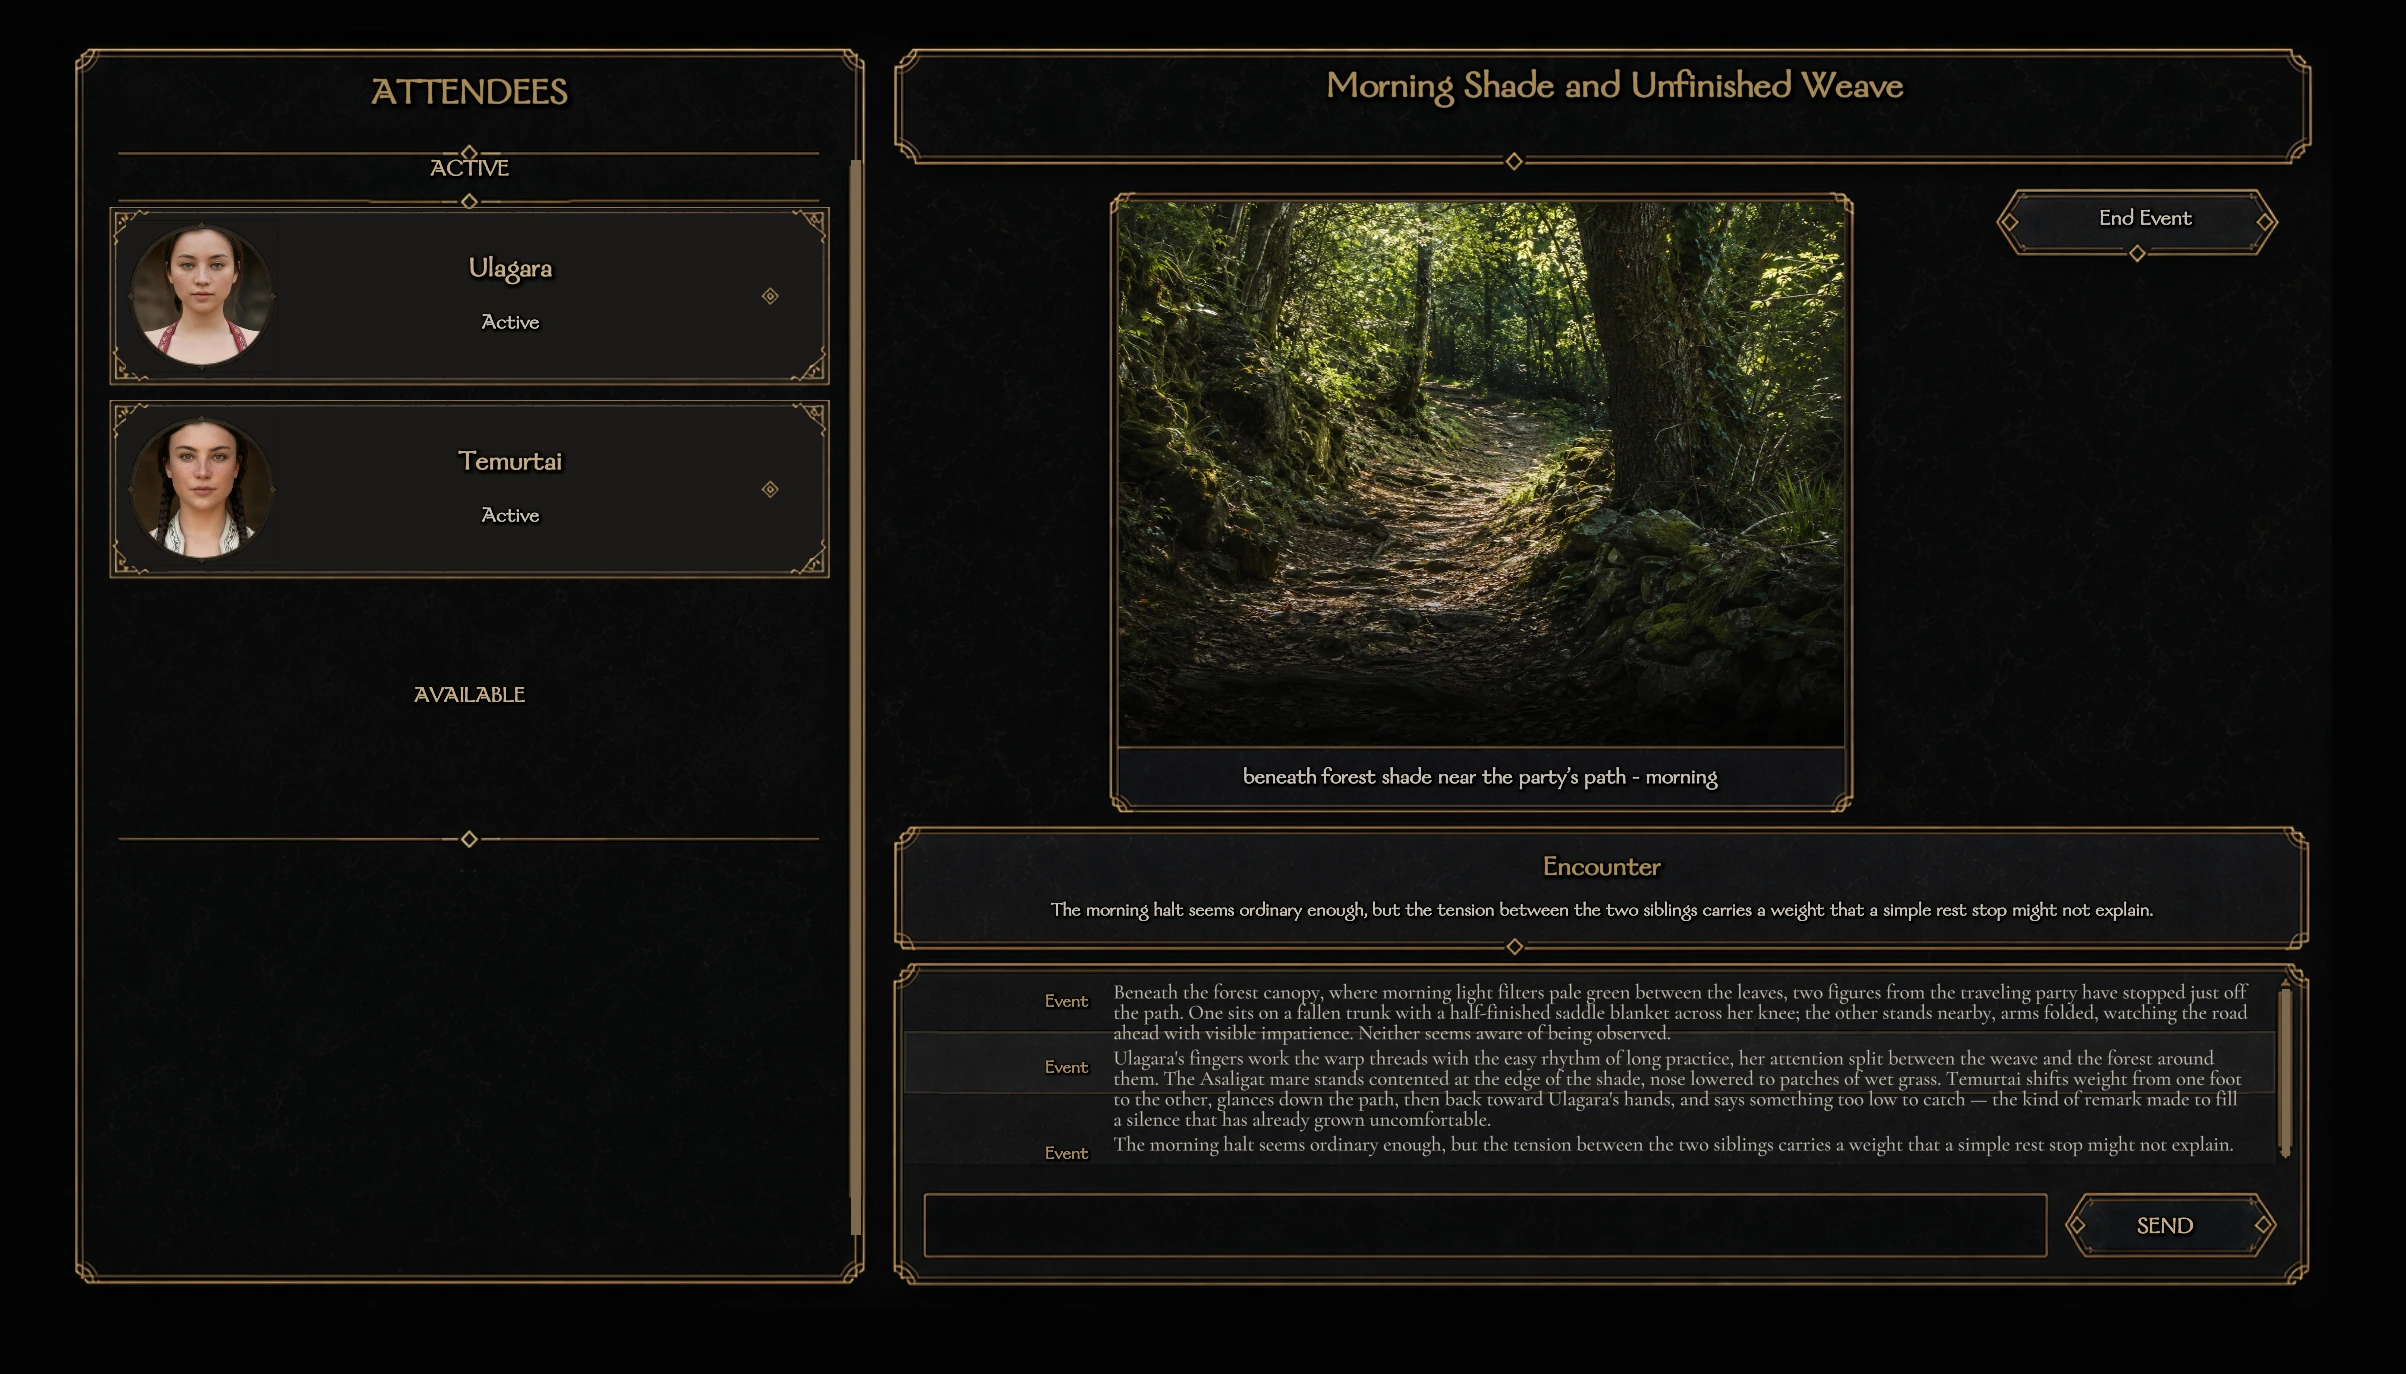 ATTENDEES
ACTIVE
Ulagara
Active
Temurtai
Active
AVAILABLE
Morning Shade and Unfinished Weave
End Event
beneath forest shade near the party's path - morning
Encounter
The morning halt seems ordinary enough, but the tension between the two siblings carries a weight that a simple rest stop might not explain.
Event
Beneath the forest canopy, where morning light filters pale green between the leaves, two figures from the traveling party have stopped just off
the path. One sits on a fallen trunk with a half-finished saddle blanket across her knee; the other stands nearby, arms folded, watching the road
ahead with visible impatience. Neither seems aware of being observed.
Event
Ulagara's fingers work the warp threads with the easy rhythm of long practice, her attention split between the weave and the forest around
them. The Asaligat mare stands contented at the edge of the shade, nose lowered to patches of wet grass. Temurtai shifts weight from one foot
to the other, glances down the path, then back toward Ulagara's hands, and says something too low to catch — the kind of remark made to fill
a silence that has already grown uncomfortable.
Event
The morning halt seems ordinary enough, but the tension between the two siblings carries a weight that a simple rest stop might not explain.
SEND